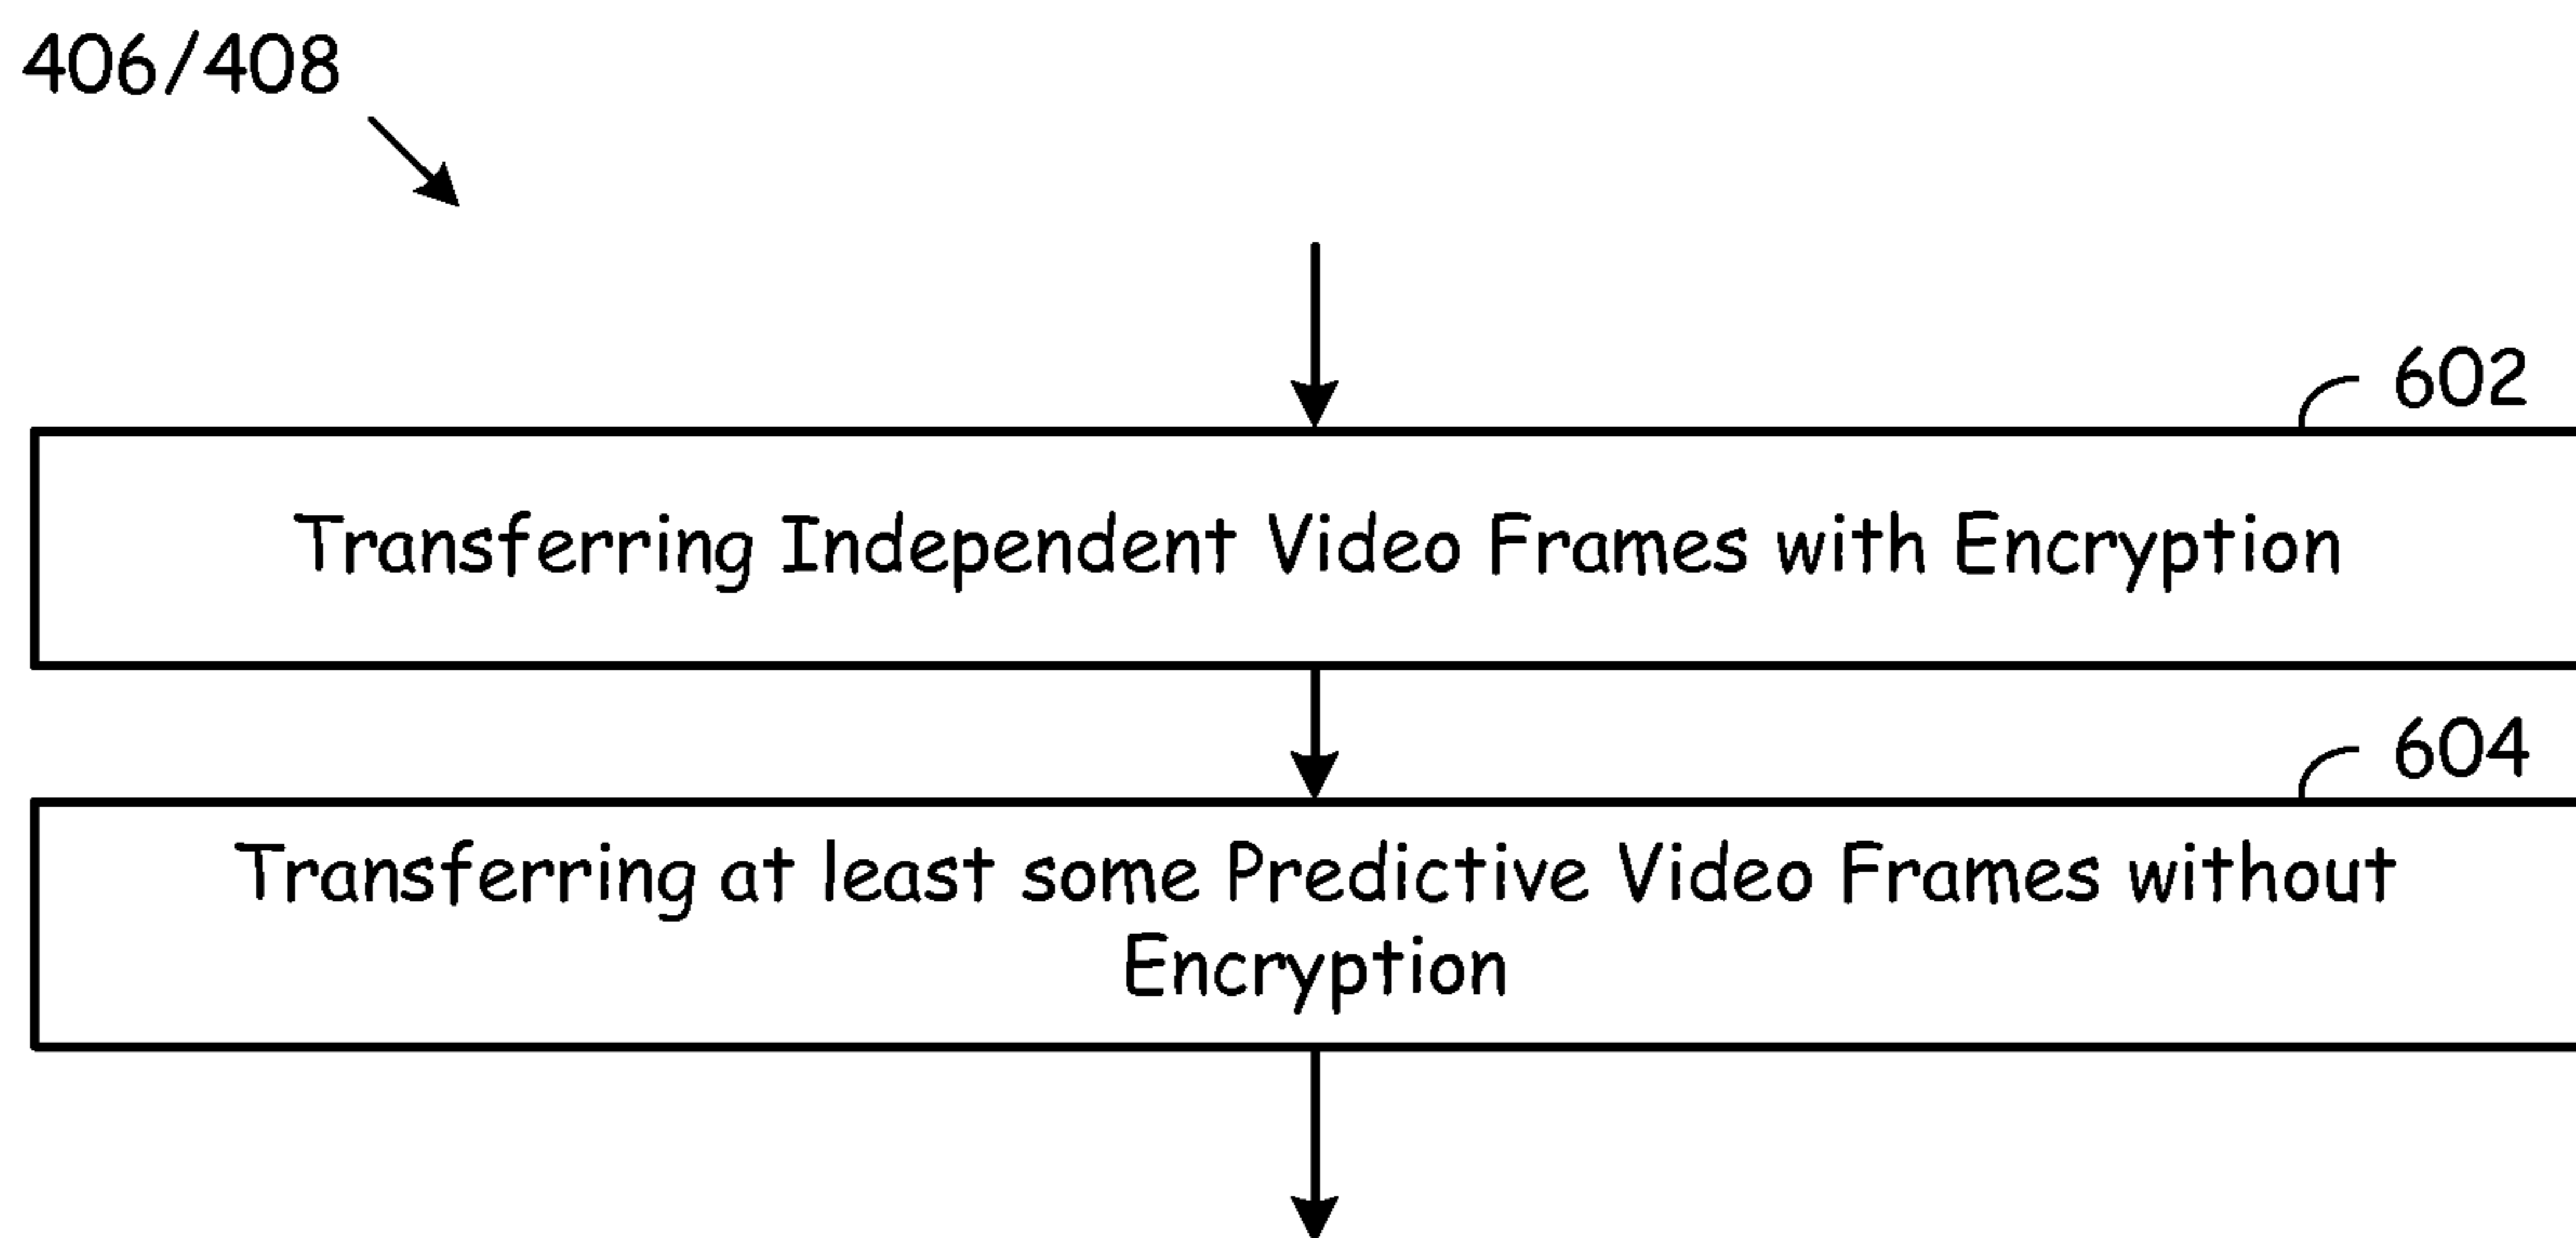 406/408
602
Transferring Independent Video Frames with Encryption
604
Transferring at least some Predictive Video Frames without
Encryption